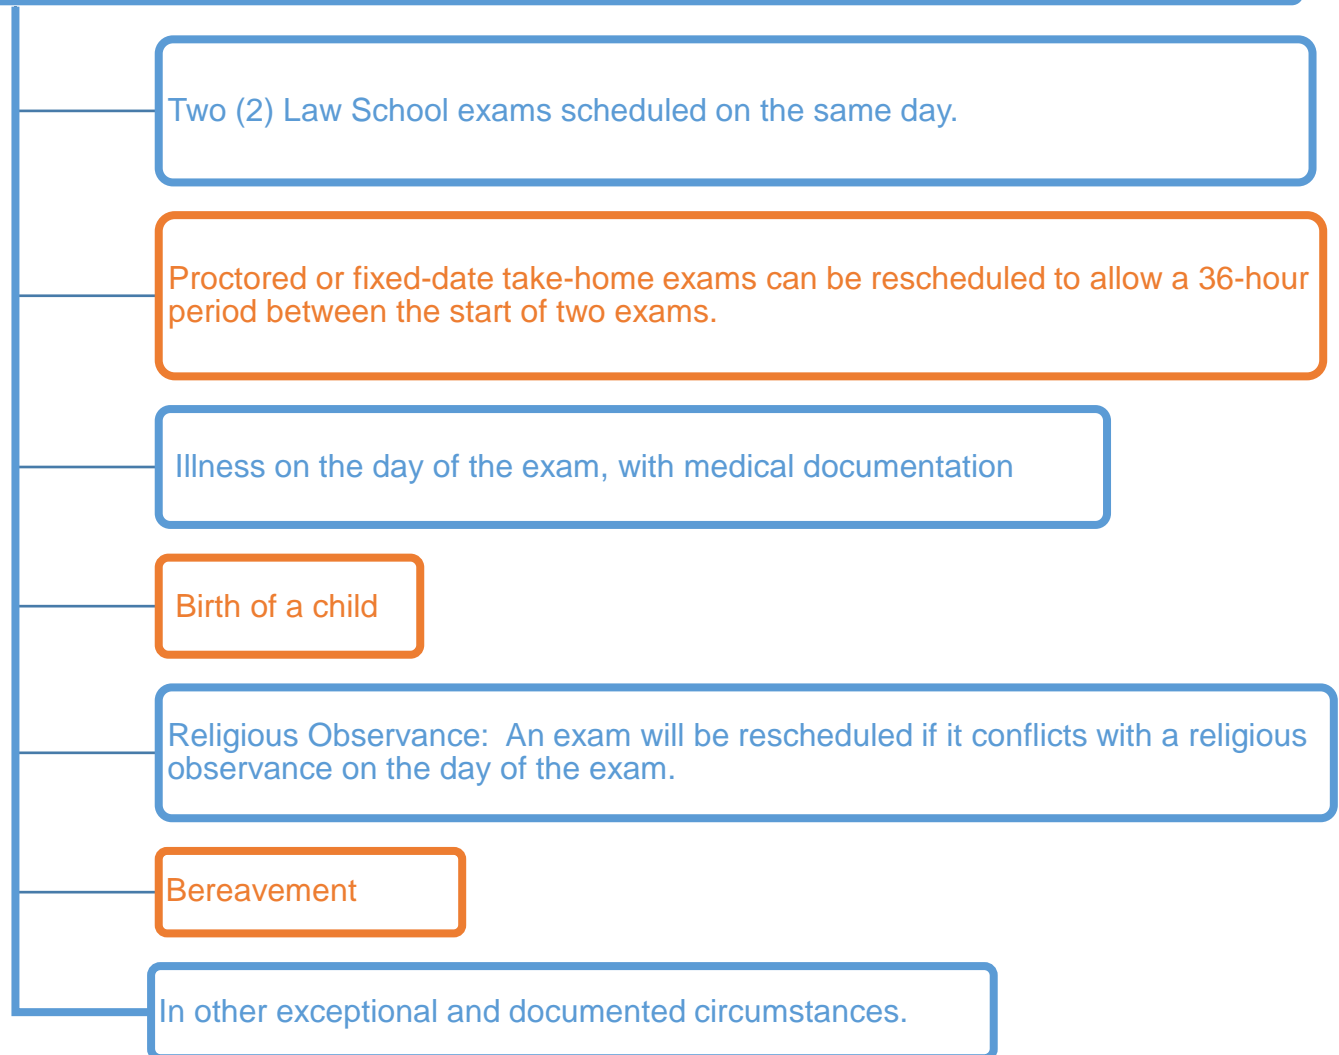 Two (2) Law School exams scheduled on the same day.
Proctored or fixed-date take-home exams can be rescheduled to allow a 36-hour
period between the start of two exams.
Illness on the day of the exam, with medical documentation
Birth of a child
Religious Observance:  An exam will be rescheduled if it conflicts with a religious
observance on the day of the exam.
Bereavement
In other exceptional and documented circumstances.